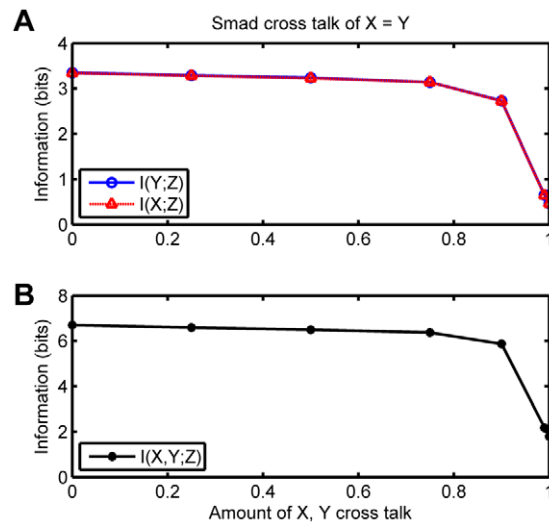 A
Smad cross talk of X = Y
Information (bits)
4
3
2
1
0
I(Y;Z)
I(X;Z)
0
0.2
0.4
0.6
0.8
1
B
Information (bits)
8
6
4
2
0
I(X,Y;Z)
0
0.2
0.4
0.6
0.8
1
Amount of X, Y cross talk